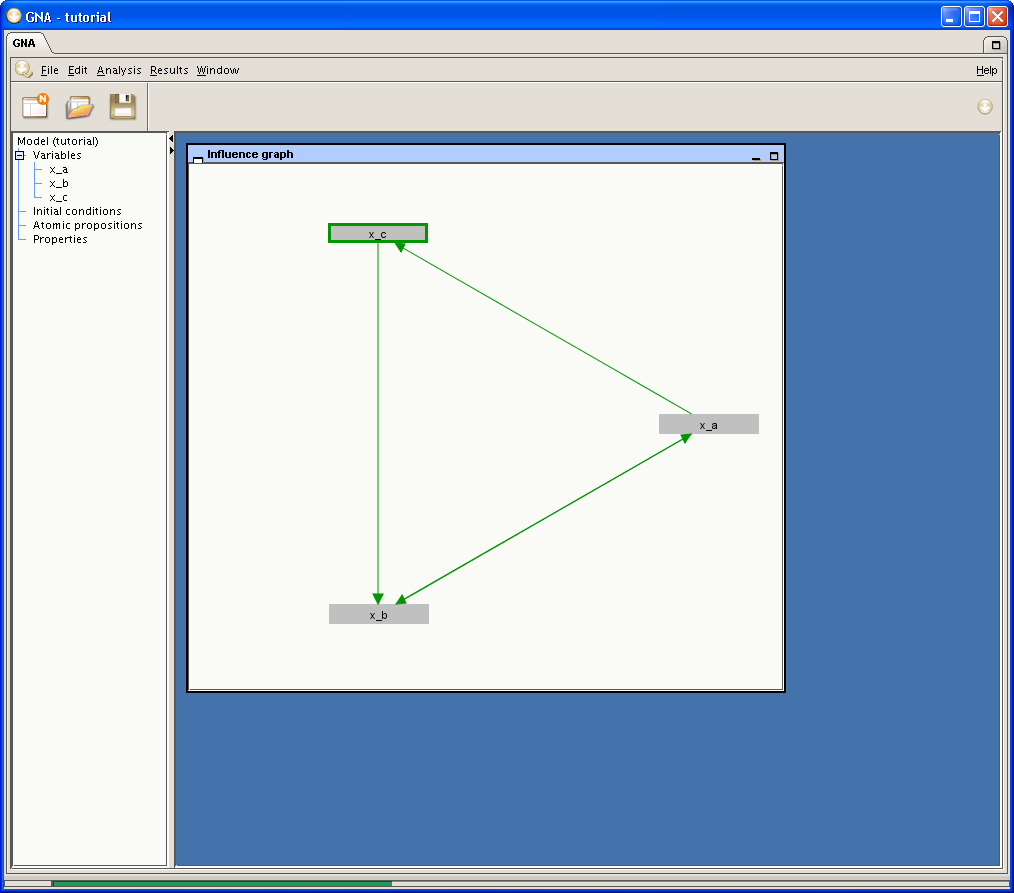 GNA - tutorial
GNA
File Edit Analysis Results Window Help
N
Model (tutorial)
Variables
x_a
x_b
x_c
Initial conditions
Atomic propositions
Properties
Influence graph
x_c
x_a
x_b